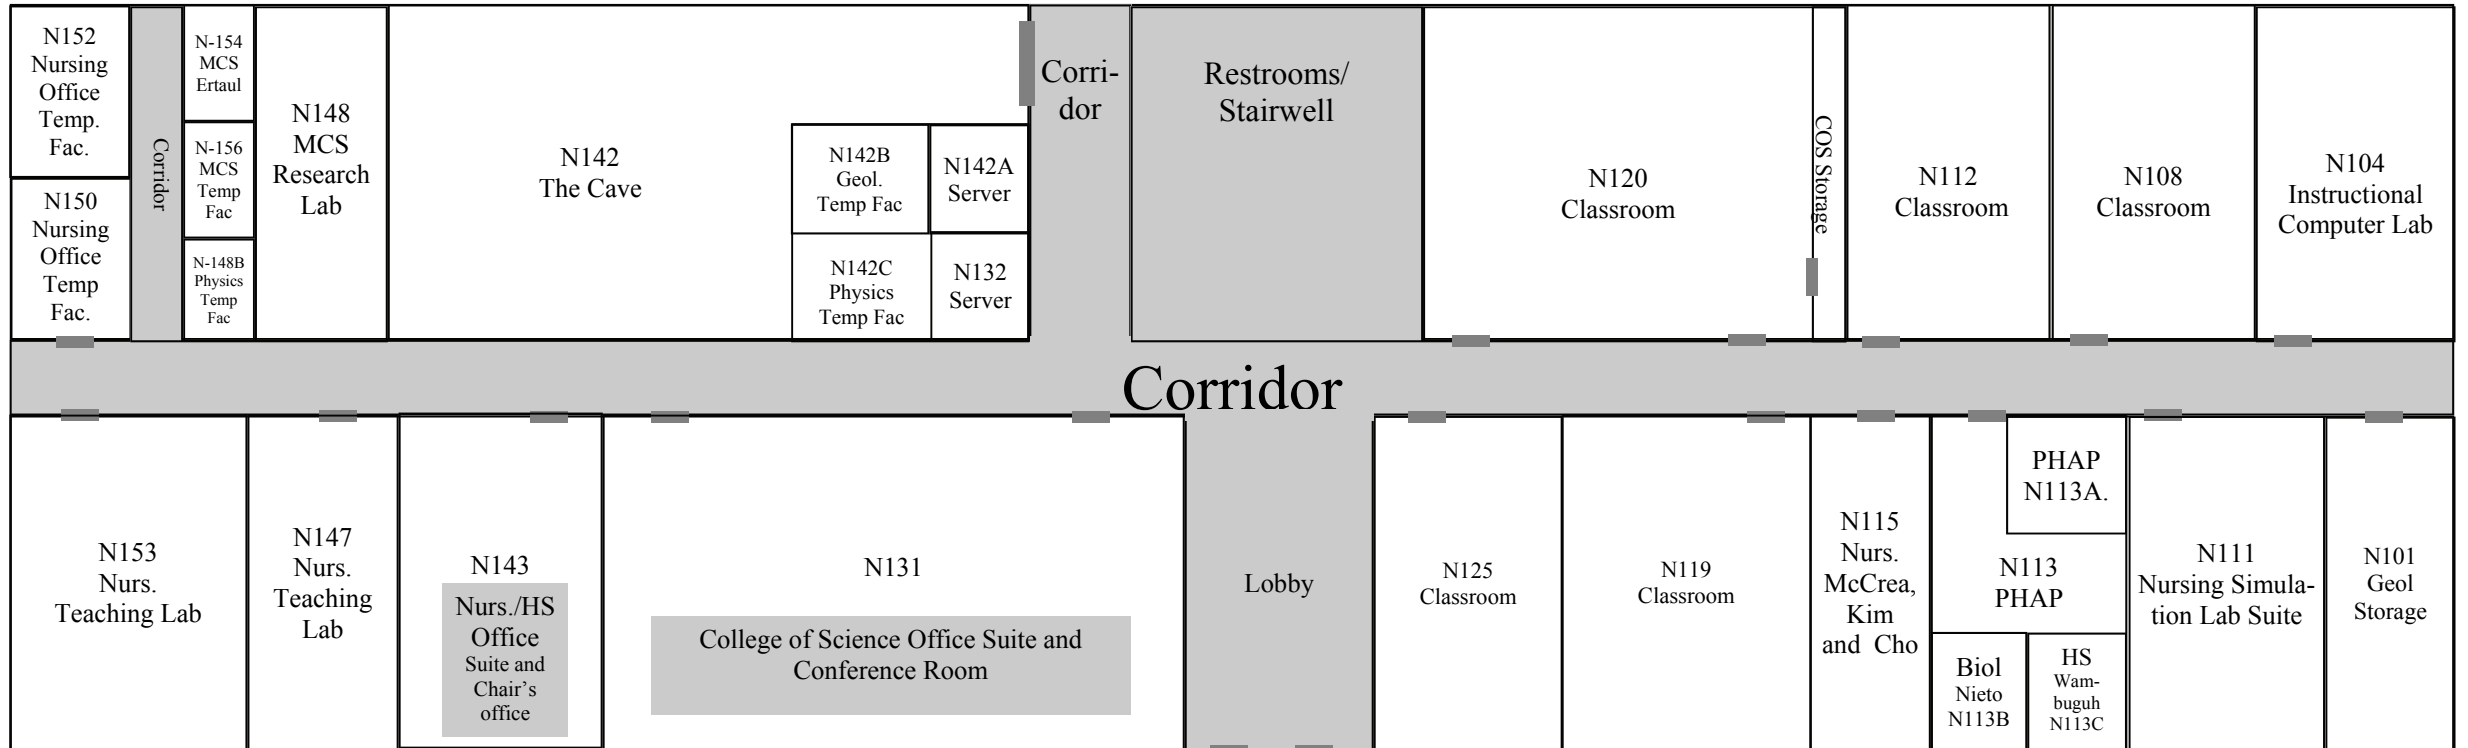 N152
Nursing
Office
Temp.
Fac.
N150
Nursing
Office
Temp
Fac.
Corridor
N-154
MCS
Ertaul
N-156
MCS
Temp
Fac
N-148B
Physics
Temp
Fac
N148
MCS
Research
Lab
N142
The Cave
N142B
Geol.
Temp Fac
N142A
Server
N142C
Physics
Temp Fac
N132
Server
Corri-
dor
Restrooms/
Stairwell
N120
Classroom
COS Storage
N112
Classroom
N108
Classroom
N104
Instructional
Computer Lab
Corridor
N153
Nurs.
Teaching Lab
N147
Nurs.
Teaching
Lab
N143
Nurs./HS
Office
Suite and
Chair’s
office
N131
College of Science Office Suite and
Conference Room
Lobby
N125
Classroom
N119
Classroom
N115
Nurs.
McCrea,
Kim
and Cho
PHAP
N113A.
N113
PHAP
Biol
Nieto
N113B
HS
Wam-
buguh
N113C
N111
Nursing Simula-
tion Lab Suite
N101
Geol
Storage